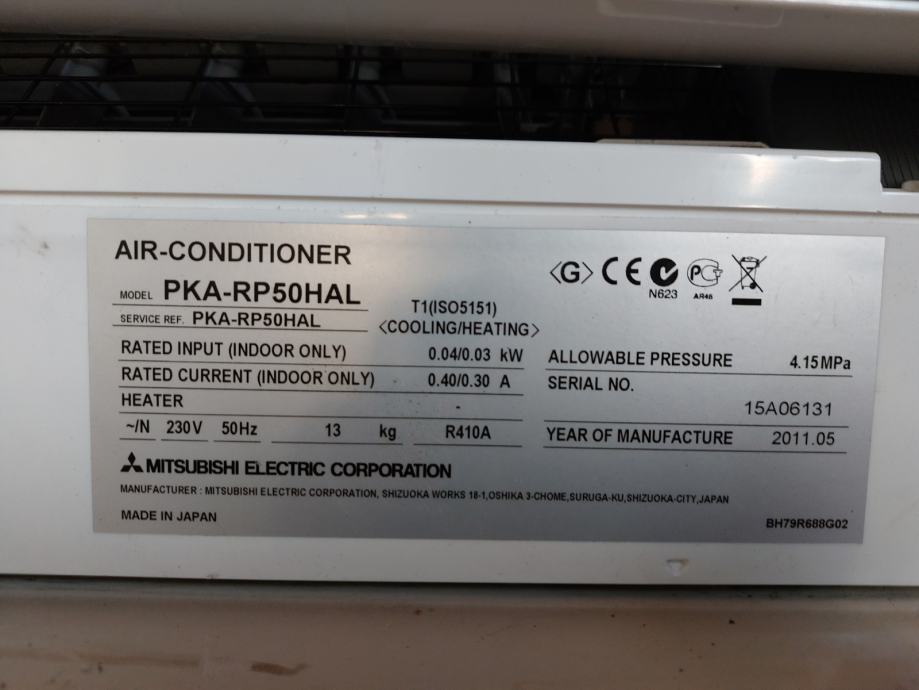 AIR-CONDITIONER
<G> CE N623 AR46
MODEL PKA-RP50HAL
SERVICE REF. PKA-RP50HAL
T1(ISO5151)
<COOLING/HEATING>
RATED INPUT (INDOOR ONLY) 0.04/0.03 kW
RATED CURRENT (INDOOR ONLY) 0.40/0.30 A
HEATER -
~/N 230V 50Hz 13 kg R410A
ALLOWABLE PRESSURE 4.15MPa
SERIAL NO.
15A06131
YEAR OF MANUFACTURE 2011.05
MITSUBISHI ELECTRIC CORPORATION
MANUFACTURER : MITSUBISHI ELECTRIC CORPORATION, SHIZUOKA WORKS 18-1,OSHIKA 3-CHOME,SURUGA-KU,SHIZUOKA-CITY,JAPAN
MADE IN JAPAN
BH79R688G02